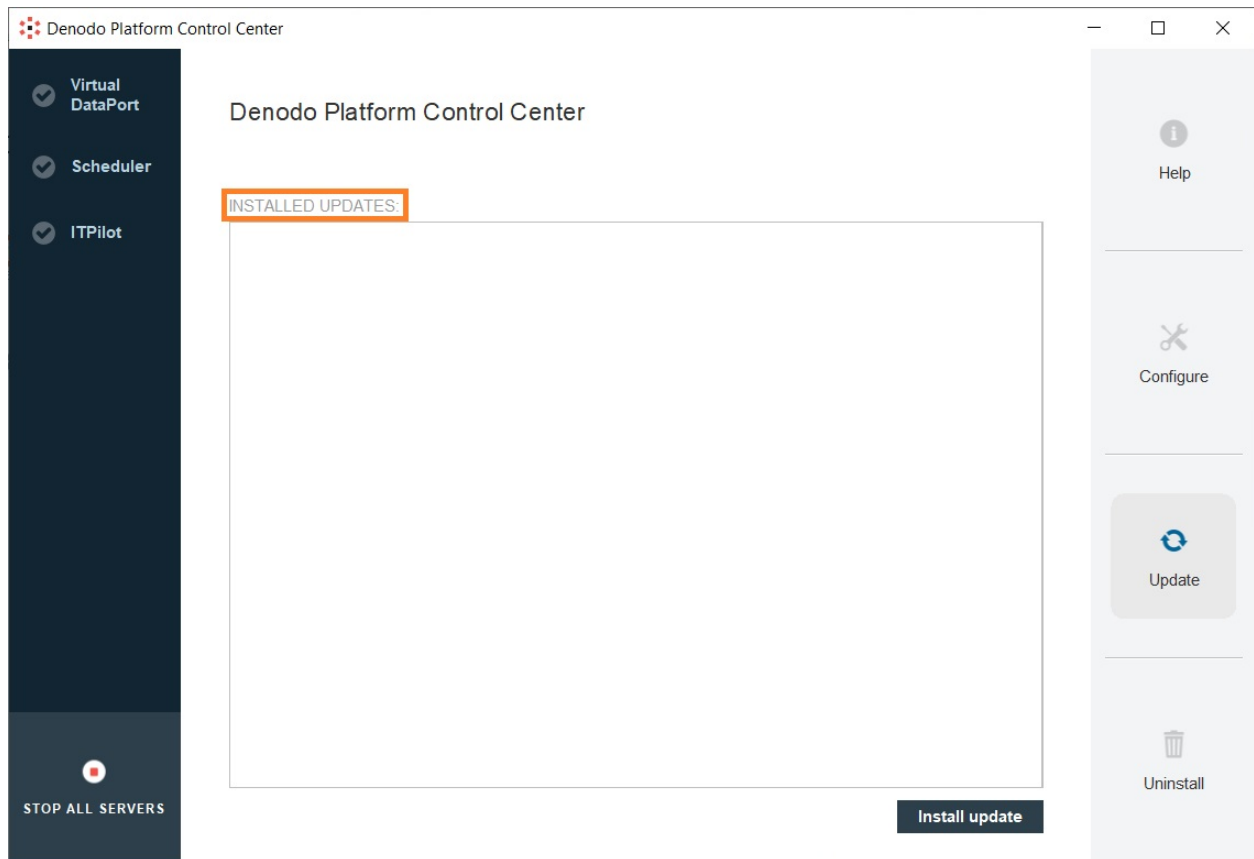 Denodo Platform Control Center
Virtual
DataPort
Scheduler
ITPilot
STOP ALL SERVERS
Denodo Platform Control Center
INSTALLED UPDATES:
Install update
Help
Configure
Update
Uninstall